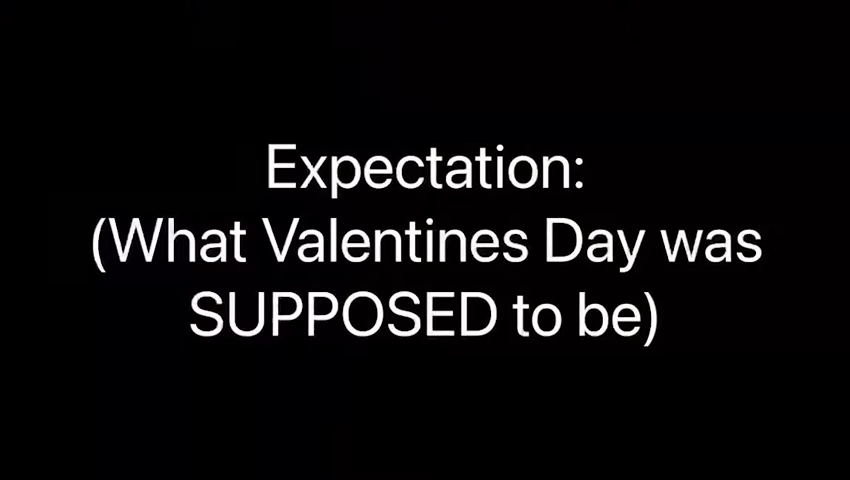 Expectation:
(What Valentines Day was
SUPPOSED to be)